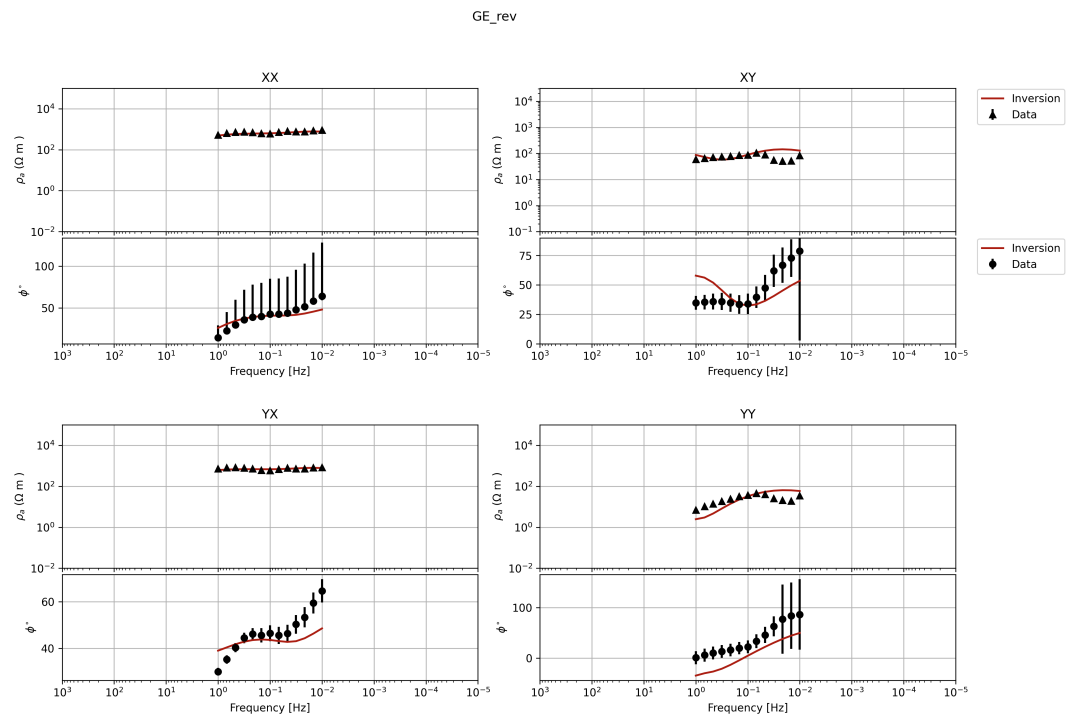 GE_rev
XX
XY
10⁴
10²
10⁰
10⁻²
ρₐ (Ω m )
10⁴
10³
10²
10¹
10⁰
10⁻¹
ρₐ (Ω m )
Inversion
Data
100
50
ϕ°
75
50
25
0
ϕ°
Inversion
Data
10³ 10² 10¹ 10⁰ 10⁻¹ 10⁻² 10⁻³ 10⁻⁴ 10⁻⁵
Frequency [Hz]
10³ 10² 10¹ 10⁰ 10⁻¹ 10⁻² 10⁻³ 10⁻⁴ 10⁻⁵
Frequency [Hz]
YX
YY
10⁴
10²
10⁰
10⁻²
ρₐ (Ω m )
10⁴
10²
10⁰
10⁻²
ρₐ (Ω m )
60
40
ϕ°
100
0
ϕ°
10³ 10² 10¹ 10⁰ 10⁻¹ 10⁻² 10⁻³ 10⁻⁴ 10⁻⁵
Frequency [Hz]
10³ 10² 10¹ 10⁰ 10⁻¹ 10⁻² 10⁻³ 10⁻⁴ 10⁻⁵
Frequency [Hz]